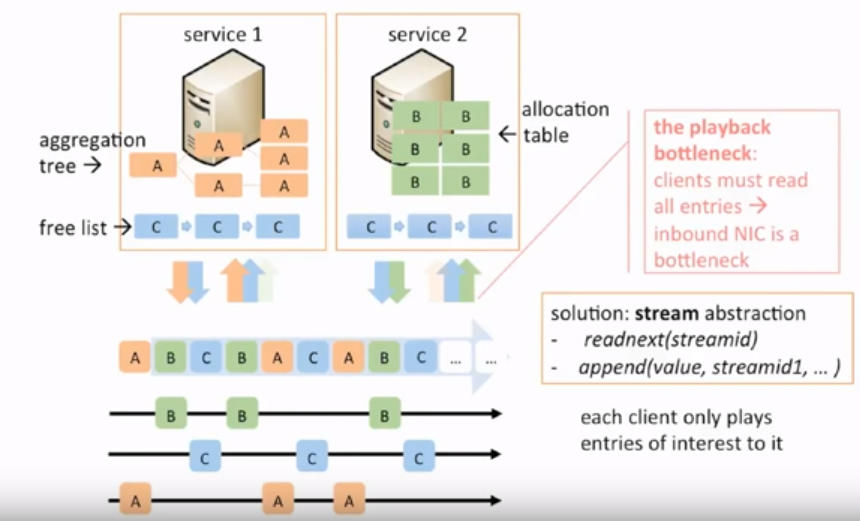 service 1
service 2
aggregation
tree →
A
A
A
A
A
A
B B
B B
B B
allocation
← table
free list →
C C C
C C C
the playback
bottleneck:
clients must read
all entries →
inbound NIC is a
bottleneck
solution: stream abstraction
- readnext(streamid)
- append(value, streamid1, ... )
A B C B A C A B C ... ...
B B B
C C C
A A A
each client only plays
entries of interest to it